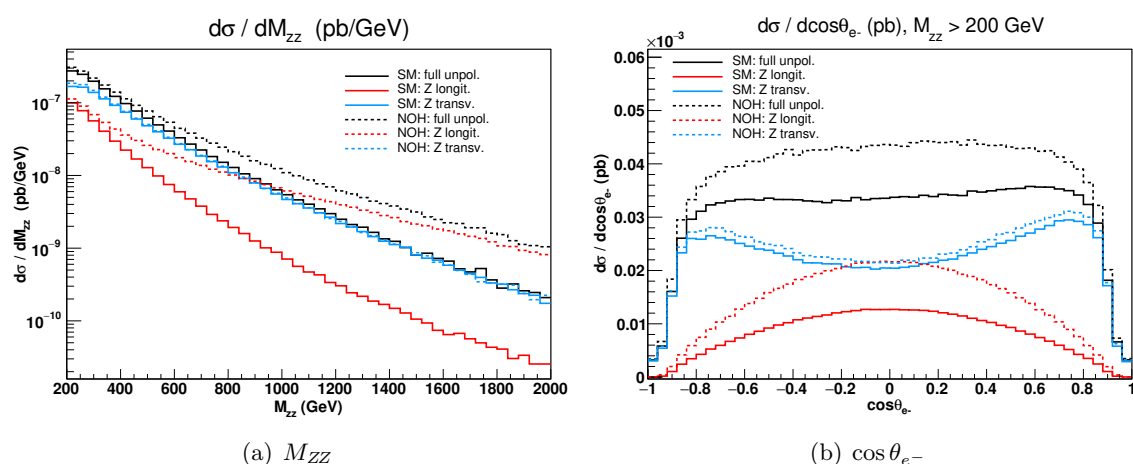 dσ / dM_zz (pb/GeV)
dσ / dM_zz (pb/GeV)
10^-7
10^-8
10^-9
10^-10
SM: full unpol.
SM: Z longit.
SM: Z transv.
NOH: full unpol.
NOH: Z longit.
NOH: Z transv.
200 400 600 800 1000 1200 1400 1600 1800 2000
M_zz (GeV)
(a) M_ZZ
dσ / dcosθ_e- (pb), M_zz > 200 GeV
×10^-3
dσ / dcosθ_e- (pb)
0.06
0.05
0.04
0.03
0.02
0.01
0
SM: full unpol.
SM: Z longit.
SM: Z transv.
NOH: full unpol.
NOH: Z longit.
NOH: Z transv.
−1 −0.8 −0.6 −0.4 −0.2 0 0.2 0.4 0.6 0.8 1
cosθ_e-
(b) cos θ_e−